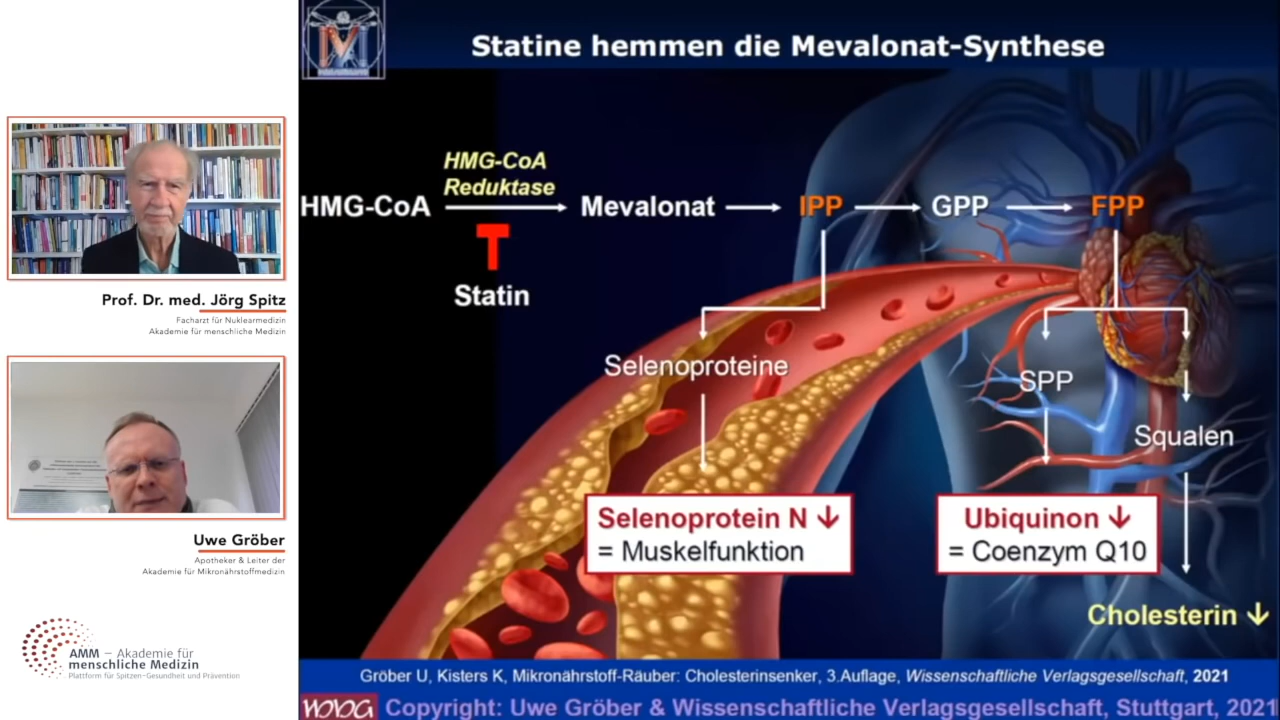 Statine hemmen die Mevalonat-Synthese
HMG-CoA
Reduktase
HMG-CoA
Mevalonat
IPP
GPP
FPP
Statin
Selenoproteine
SPP
Squalen
Selenoprotein N ↓
= Muskelfunktion
Ubiquinon ↓
= Coenzym Q10
Cholesterin ↓
Gröber U, Kisters K, Mikronährstoff-Räuber: Cholesterinsenker, 3.Auflage, Wissenschaftliche Verlagsgesellschaft, 2021
Copyright: Uwe Gröber & Wissenschaftliche Verlagsgesellschaft, Stuttgart, 2021
Prof. Dr. med. Jörg Spitz
Facharzt für Nuklearmedizin
Akademie für menschliche Medizin
Uwe Gröber
Apotheker & Leiter der
Akademie für Mikronährstoffmedizin
AMM – Akademie für
menschliche Medizin
Plattform für Spitzen-Gesundheit und Prävention